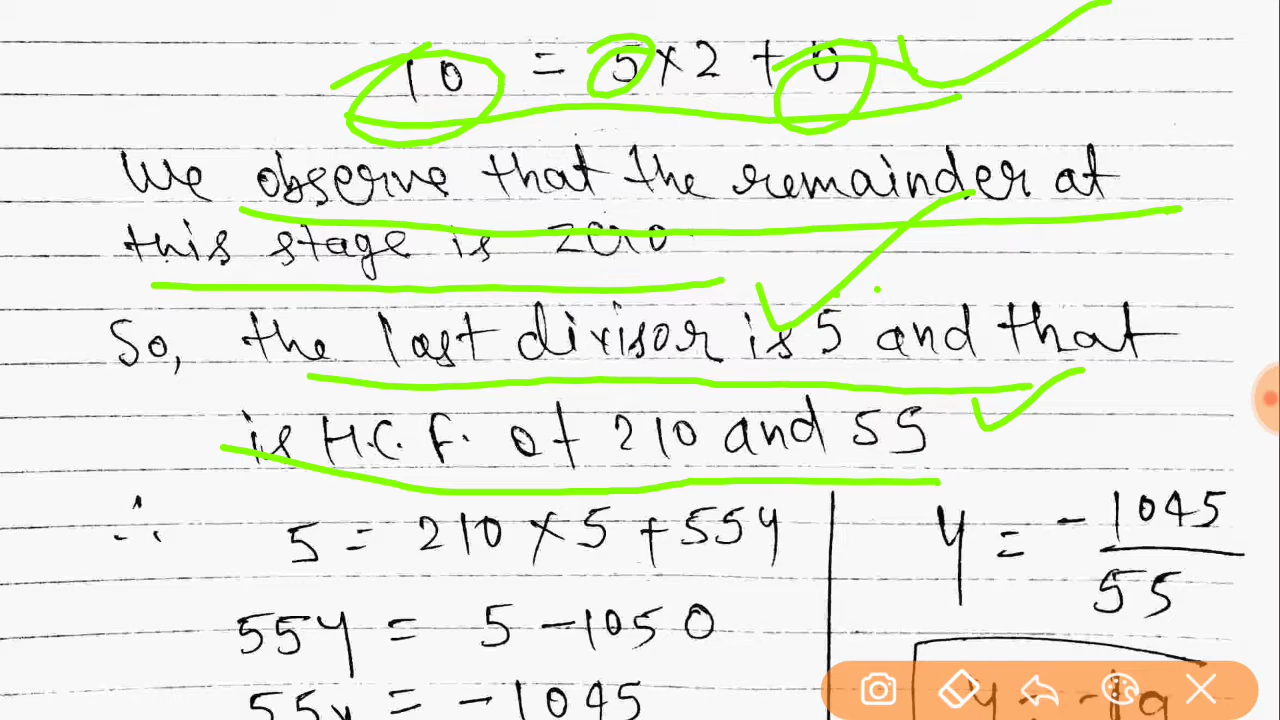 10 = 5 × 2 + 0
We observe that the remainder at
this stage is zero
So, the last divisor is 5 and that
is H.C.F. of 210 and 55
∴ 5 = 210 × 5 + 55y
55y = 5 - 1050
55y = - 1045
y = - 1045 / 55
y = - 19